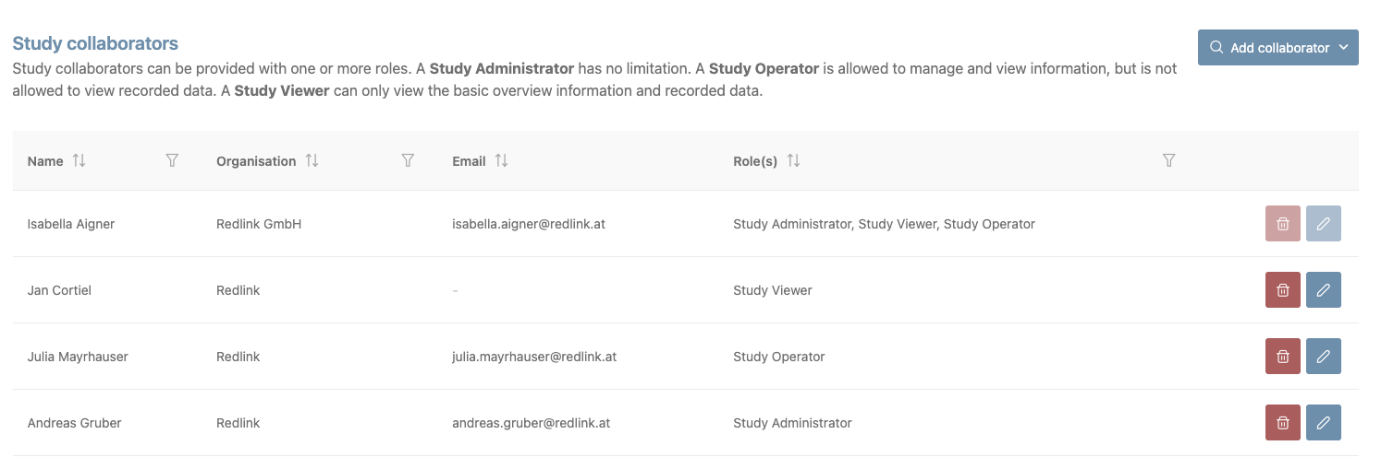 Study collaborators
Add collaborator
Study collaborators can be provided with one or more roles. A Study Administrator has no limitation. A Study Operator is allowed to manage and view information, but is not
allowed to view recorded data. A Study Viewer can only view the basic overview information and recorded data.
Name Organisation Email Role(s)
Isabella Aigner Redlink GmbH isabella.aigner@redlink.at Study Administrator, Study Viewer, Study Operator
Jan Cortiel Redlink - Study Viewer
Julia Mayrhauser Redlink julia.mayrhauser@redlink.at Study Operator
Andreas Gruber Redlink andreas.gruber@redlink.at Study Administrator